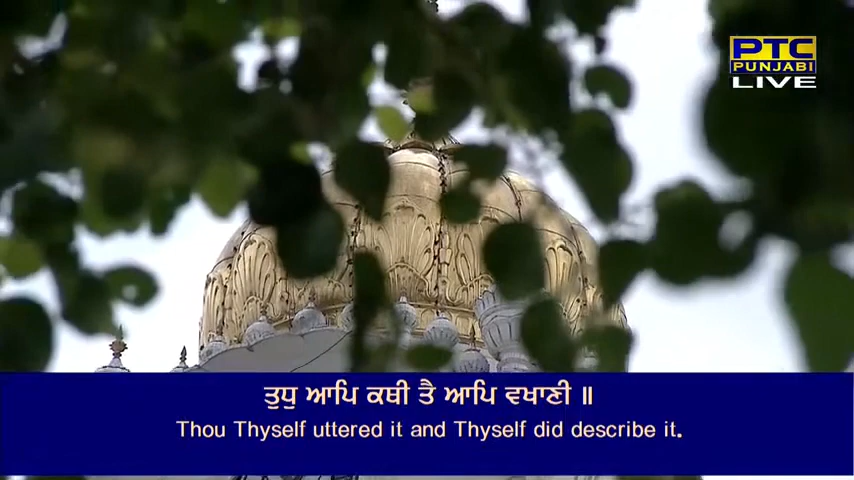 PTC
PUNJABI
LIVE
ਤੁਧੁ ਆਪਿ ਕਥੀ ਤੈ ਆਪਿ ਵਖਾਣੀ ॥
Thou Thyself uttered it and Thyself did describe it.